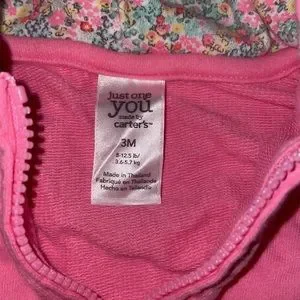 just one
you
made by
carter's™
3M
8-12.5 lb/
3.6-5.7 kg
Made in Thailand
Fabriqué en Thaïlande
Hecho en Tailandia